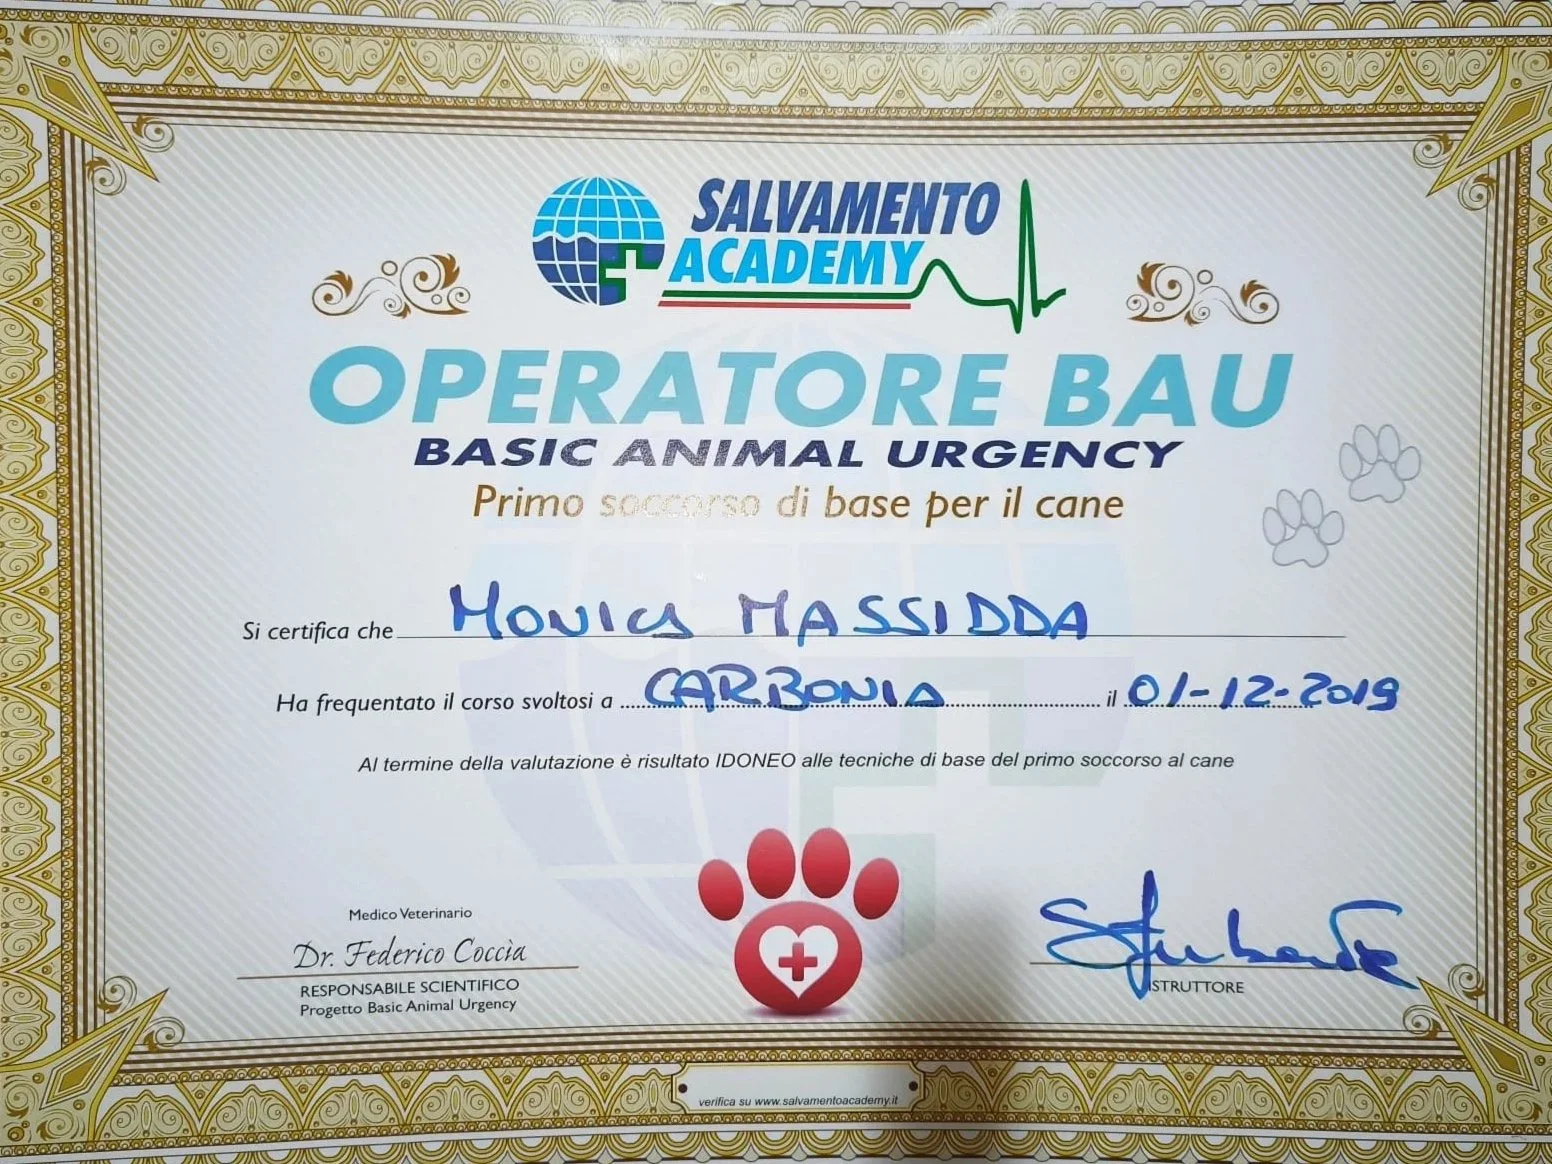 SALVAMENTO
ACADEMY
OPERATORE BAU
BASIC ANIMAL URGENCY
Primo soccorso di base per il cane
Si certifica che MONICA MASSIDDA
Ha frequentato il corso svoltosi a CARBONIA il 01-12-2019
Al termine della valutazione è risultato IDONEO alle tecniche di base del primo soccorso al cane
Medico Veterinario
Dr. Federico Coccìa
RESPONSABILE SCIENTIFICO
Progetto Basic Animal Urgency
ISTRUTTORE
verifica su www.salvamentoacademy.it